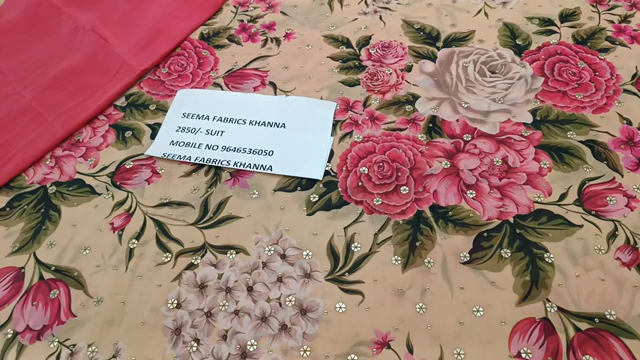 SEEMA FABRICS KHANNA
2850/- SUIT
MOBILE NO 9646536050
SEEMA FABRICS KHANNA